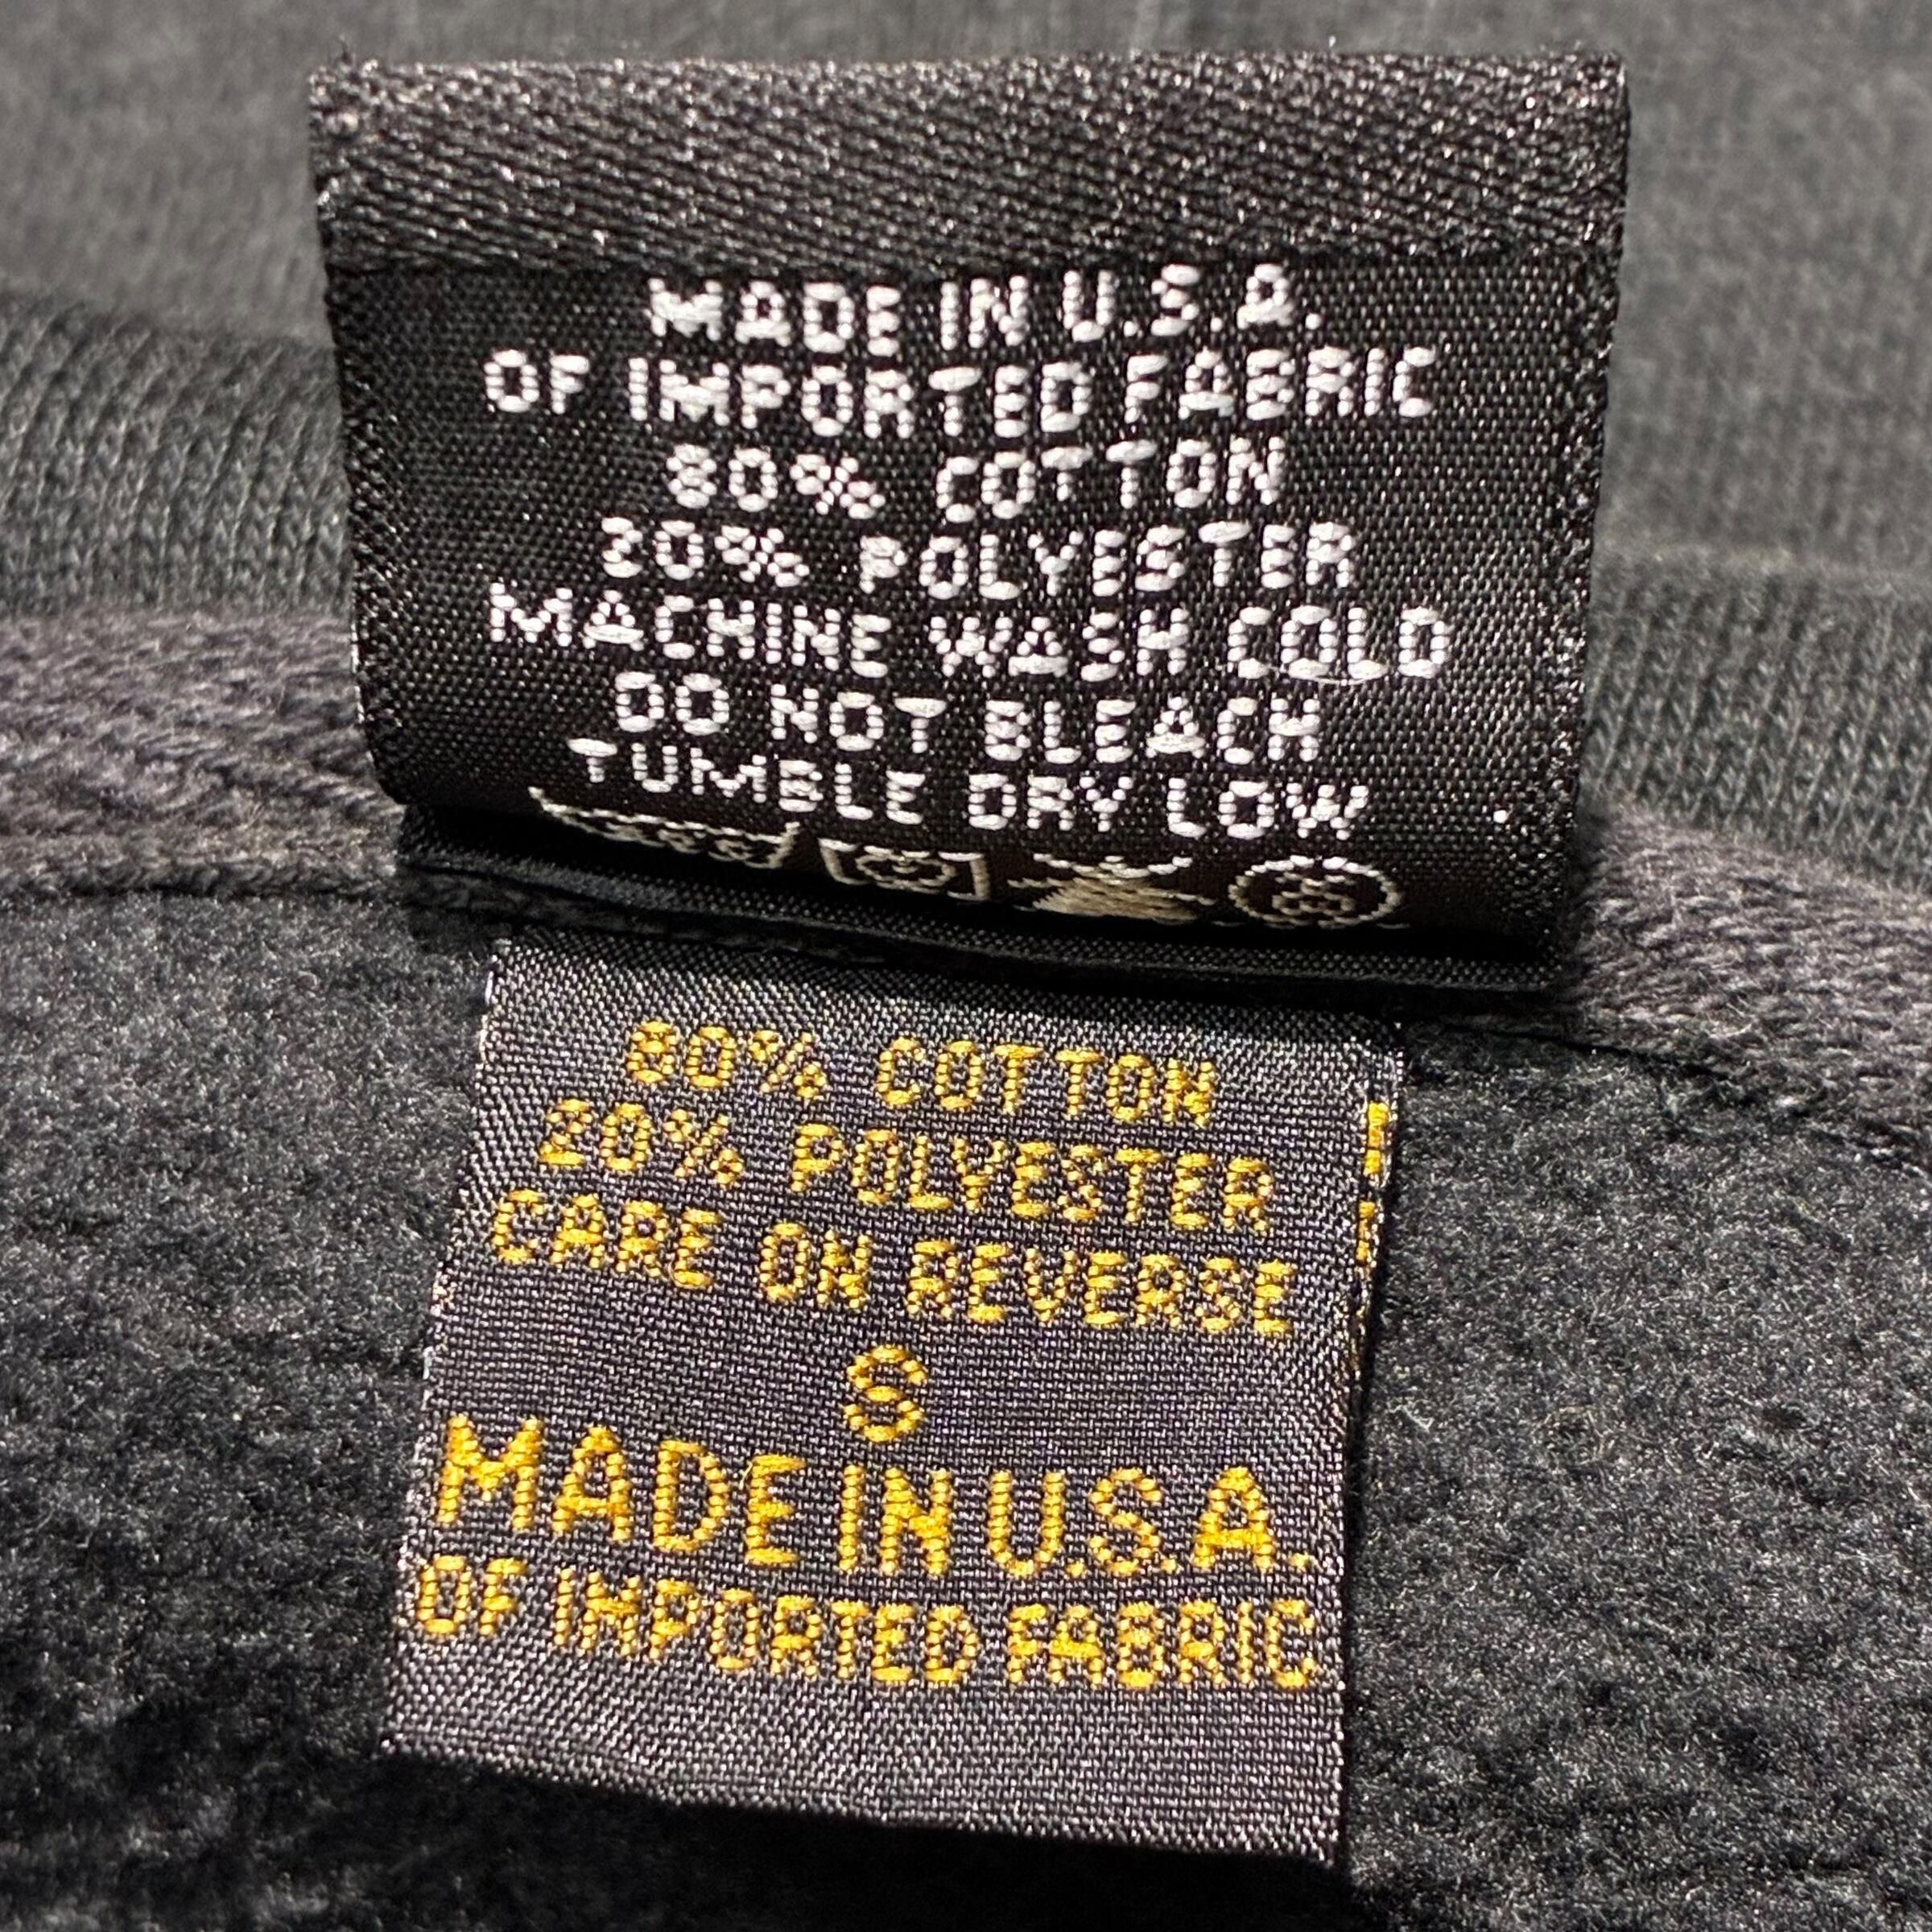 MADE IN U.S.A.
OF IMPORTED FABRIC
80% COTTON
20% POLYESTER
MACHINE WASH COLD
DO NOT BLEACH
TUMBLE DRY LOW
80% COTTON
20% POLYESTER
CARE ON REVERSE
S
MADE IN U.S.A.
OF IMPORTED FABRIC